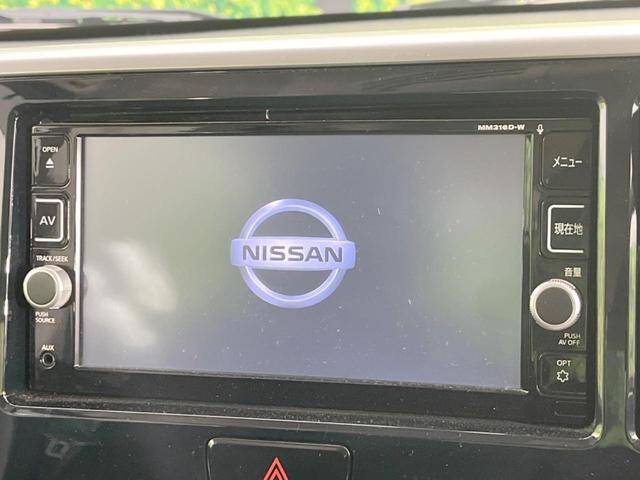 MM316D-W
OPEN
AV
TRACK/SEEK
PUSH
SOURCE
AUX
NISSAN
メニュー
現在地
音量
PUSH
AV OFF
OPT